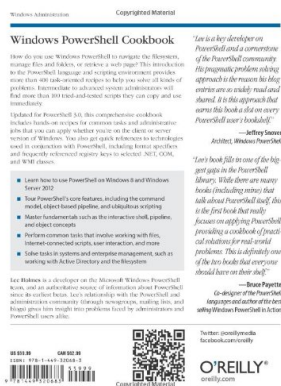 Windows Administration
Copyrighted Material
Windows PowerShell Cookbook
How do you use Windows PowerShell to navigate the filesystem,
manage files and folders, or retrieve a web page? This introduction
to the PowerShell language and scripting environment provides
more than 400 task-oriented recipes to help you solve all kinds of
problems. Intermediate to advanced system administrators will
find more than 100 tried-and-tested scripts they can copy and use
immediately.
Updated for PowerShell 3.0, this comprehensive cookbook
includes hands-on recipes for common tasks and administrative
jobs that you can apply whether you're on the client or server
version of Windows. You also get quick references to technologies
used in conjunction with PowerShell, including format specifiers
and frequently referenced registry keys to selected .NET, COM,
and WMI classes.
■ Learn how to use PowerShell on Windows 8 and Windows
Server 2012
■ Tour PowerShell's core features, including the command
model, object-based pipeline, and ubiquitous scripting
■ Master fundamentals such as the interactive shell, pipeline,
and object concepts
■ Perform common tasks that involve working with files,
Internet-connected scripts, user interaction, and more
■ Solve tasks in systems and enterprise management, such as
working with Active Directory and the filesystem
Lee Holmes is a developer on the Microsoft Windows PowerShell
team, and an authoritative source of information about PowerShell
since its earliest betas. Lee's relationship with the PowerShell and
administration community (through newsgroups, mailing lists, and
blogs) gives him insight into problems faced by administrators and
PowerShell users alike.
"Lee is a key developer on
PowerShell and a cornerstone
of the PowerShell community.
His pragmatic problem solving
approach is the reason his blog
entries are so widely read and
shared. It is this approach that
earns this book a slot on every
PowerShell user's bookshelf."
—Jeffrey Snover
Architect, Windows PowerShell
"Lee's book fills in one of the big-
gest gaps in the PowerShell
library. While there are many
books (including mine) that
talk about PowerShell itself, this
is the first book that really
focuses on applying PowerShell,
providing a cookbook of practi-
cal solutions for real-world
problems. This is definitely one
of the two books that everyone
should have on their shelf."
—Bruce Payette
Co-designer of the PowerShell
language and author of the best-
selling Windows PowerShell in Action
US $59.99
CAN $62.99
ISBN: 978-1-449-32068-3
Twitter: @oreillymedia
facebook.com/oreilly
O'REILLY®
Copyrighted Material